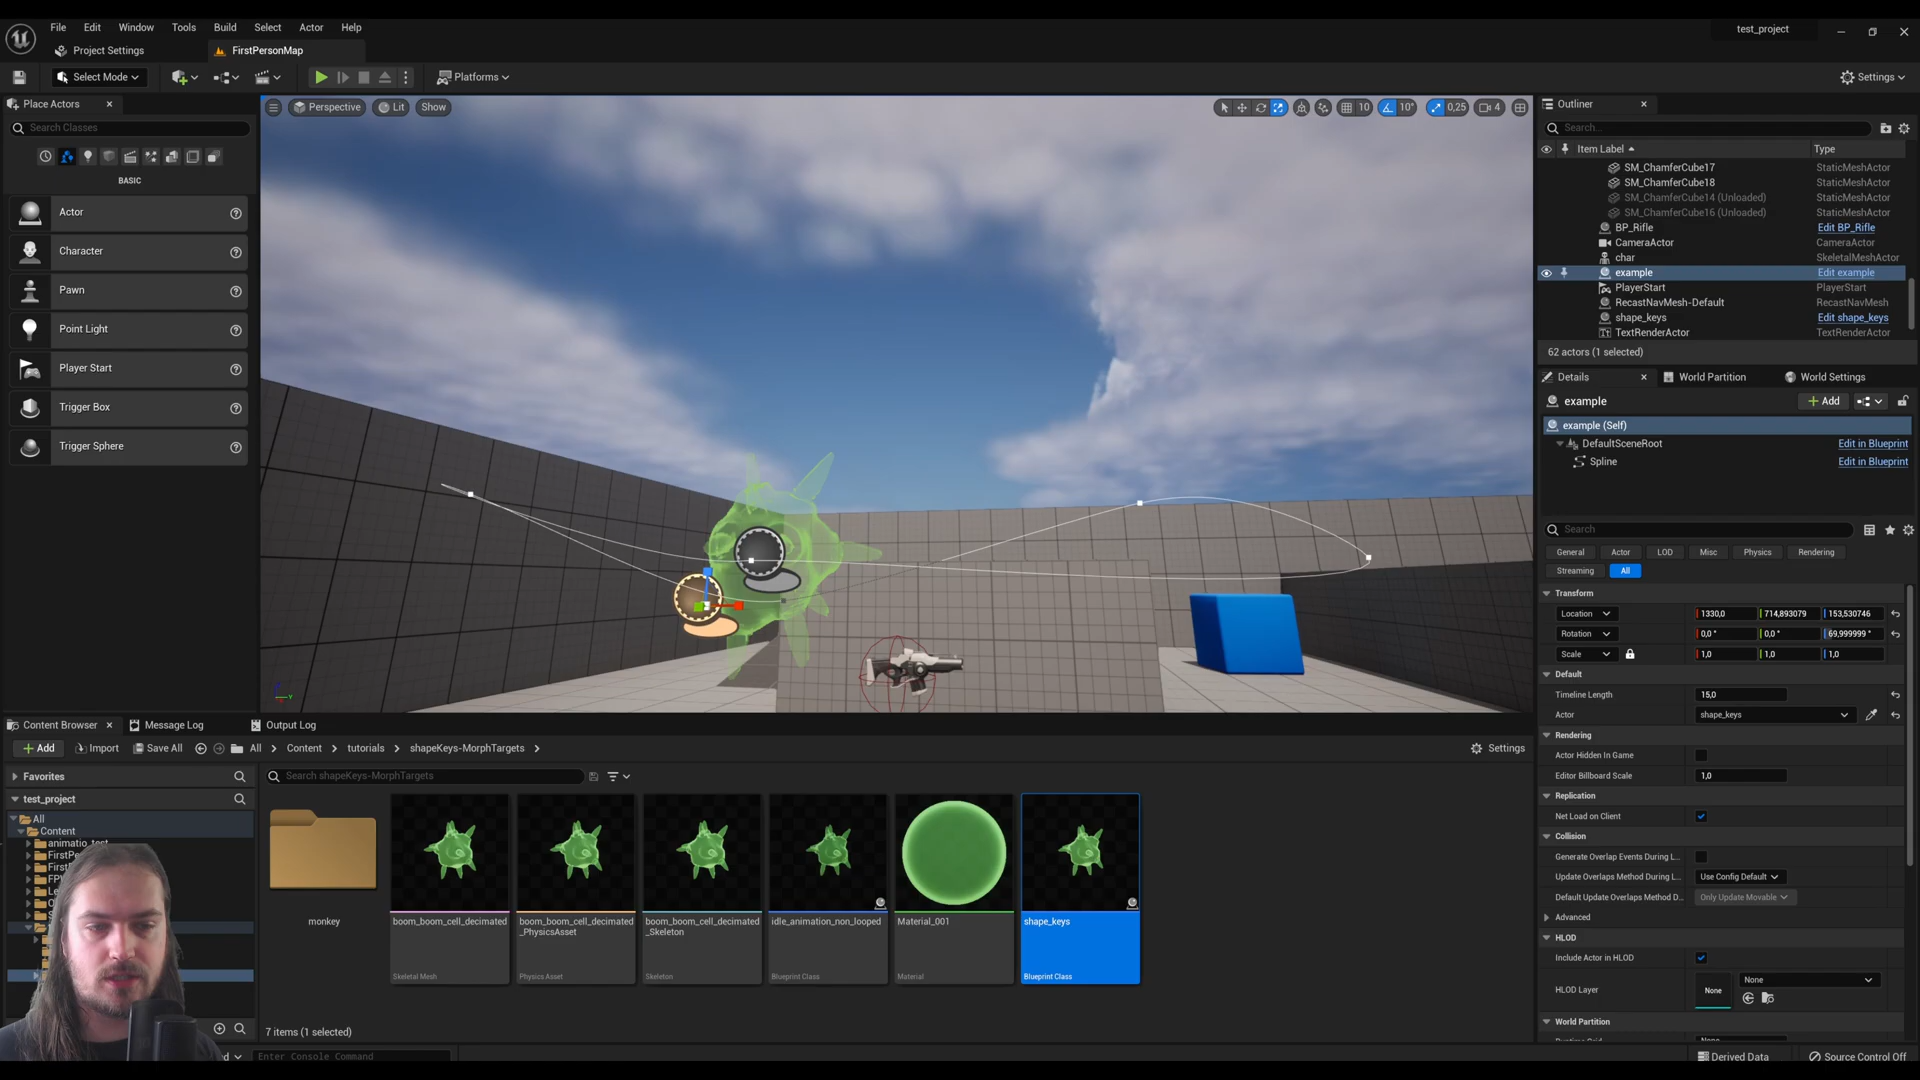 File Edit Window Tools Build Select Actor Help
test_project
Project Settings
FirstPersonMap
Select Mode
Platforms
Settings
Place Actors
Search Classes
BASIC
Actor
Character
Pawn
Point Light
Player Start
Trigger Box
Trigger Sphere
Perspective
Lit
Show
10
10°
0,25
4
Outliner
Search...
Item Label
Type
SM_ChamferCube17 StaticMeshActor
SM_ChamferCube18 StaticMeshActor
SM_ChamferCube14 (Unloaded) StaticMeshActor
SM_ChamferCube16 (Unloaded) StaticMeshActor
BP_Rifle Edit BP_Rifle
CameraActor CameraActor
char SkeletalMeshActor
example Edit example
PlayerStart PlayerStart
RecastNavMesh-Default RecastNavMesh
shape_keys Edit shape_keys
TextRenderActor TextRenderActor
62 actors (1 selected)
Details
World Partition
World Settings
example
Add
example (Self)
DefaultSceneRoot Edit in Blueprint
Spline Edit in Blueprint
Search
General Actor LOD Misc Physics Rendering
Streaming All
Transform
Location 1330,0 714,893079 153,530746
Rotation 0,0 ° 0,0 ° 69,999999 °
Scale 1,0 1,0 1,0
Default
Timeline Length 15,0
Actor shape_keys
Rendering
Actor Hidden In Game
Editor Billboard Scale 1,0
Replication
Net Load on Client
Collision
Generate Overlap Events During L...
Update Overlaps Method During L... Use Config Default
Default Update Overlaps Method D... Only Update Movable
Advanced
HLOD
Include Actor in HLOD
HLOD Layer None None
World Partition
Content Browser
Message Log
Output Log
Add
Import
Save All
All
Content
tutorials
shapeKeys-MorphTargets
Settings
Favorites
Search shapeKeys-MorphTargets
test_project
All
Content
monkey
boom_boom_cell_decimated
Skeletal Mesh
boom_boom_cell_decimated
_PhysicsAsset
Physics Asset
boom_boom_cell_decimated
_Skeleton
Skeleton
idle_animation_non_looped
Blueprint Class
Material_001
Material
shape_keys
Blueprint Class
7 items (1 selected)
Enter Console Command
Derived Data
Source Control Off